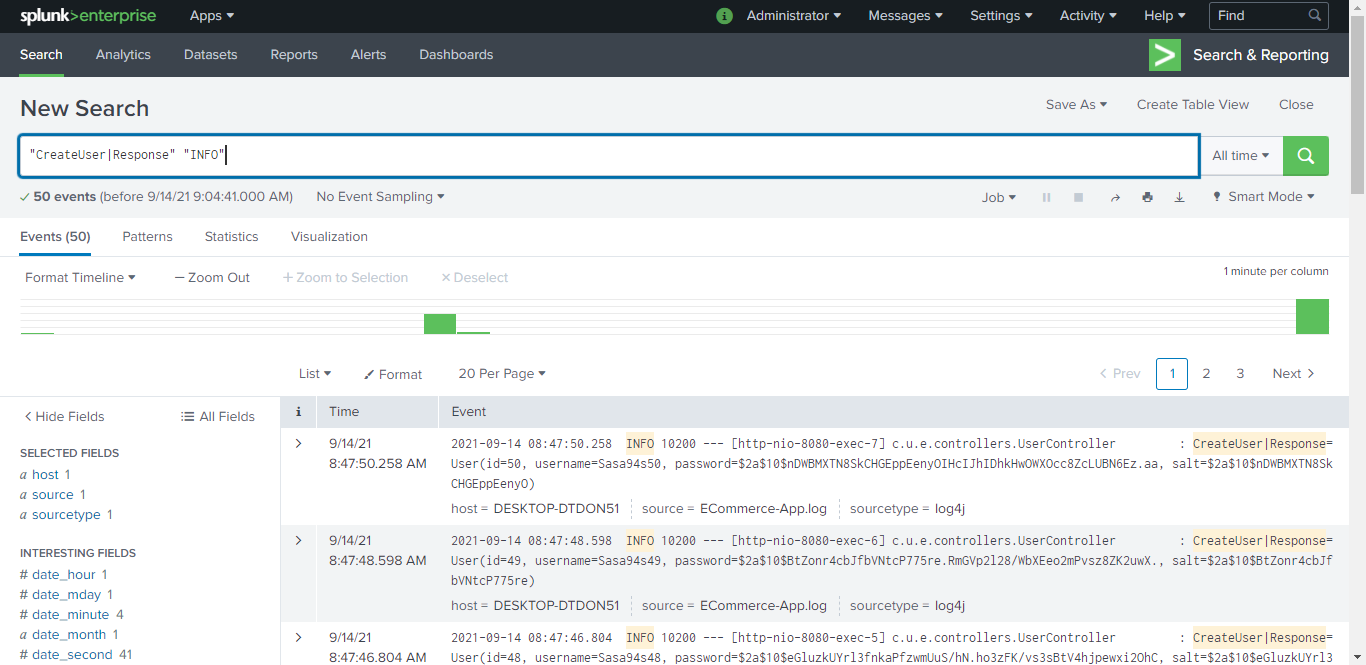 splunk>enterprise Apps Administrator Messages Settings Activity Help Find
Search Analytics Datasets Reports Alerts Dashboards Search & Reporting
New Search Save As Create Table View Close
"CreateUser|Response" "INFO" All time
50 events (before 9/14/21 9:04:41.000 AM) No Event Sampling Job Smart Mode
Events (50) Patterns Statistics Visualization
Format Timeline — Zoom Out + Zoom to Selection × Deselect 1 minute per column
List Format 20 Per Page < Prev 1 2 3 Next >
< Hide Fields All Fields
SELECTED FIELDS
a host 1
a source 1
a sourcetype 1
INTERESTING FIELDS
# date_hour 1
# date_mday 1
# date_minute 4
a date_month 1
# date_second 41
i Time Event
> 9/14/21 8:47:50.258 AM
2021-09-14 08:47:50.258 INFO 10200 --- [http-nio-8080-exec-7] c.u.e.controllers.UserController : CreateUser|Response=
User(id=50, username=Sasa94s50, password=$2a$10$nDWBMXTN8SkCHGEppEenyOIHcIJhIDhkHwOWXOcc8ZcLUBN6Ez.aa, salt=$2a$10$nDWBMXTN8Sk
CHGEppEenyO)
host = DESKTOP-DTDON51 source = ECommerce-App.log sourcetype = log4j
> 9/14/21 8:47:48.598 AM
2021-09-14 08:47:48.598 INFO 10200 --- [http-nio-8080-exec-6] c.u.e.controllers.UserController : CreateUser|Response=
User(id=49, username=Sasa94s49, password=$2a$10$BtZonr4cbJfbVNtcP775re.RmGVp2l28/WbXEeo2mPvsz8ZK2uwX., salt=$2a$10$BtZonr4cbJf
bVNtcP775re)
host = DESKTOP-DTDON51 source = ECommerce-App.log sourcetype = log4j
> 9/14/21 8:47:46.804 AM
2021-09-14 08:47:46.804 INFO 10200 --- [http-nio-8080-exec-5] c.u.e.controllers.UserController : CreateUser|Response=
User(id=48, username=Sasa94s48, password=$2a$10$eGluzkUYrl3fnkaPfzwmUuS/hN.ho3zFK/vs3sBtV4hjpewxi2OhC, salt=$2a$10$eGluzkUYrl3